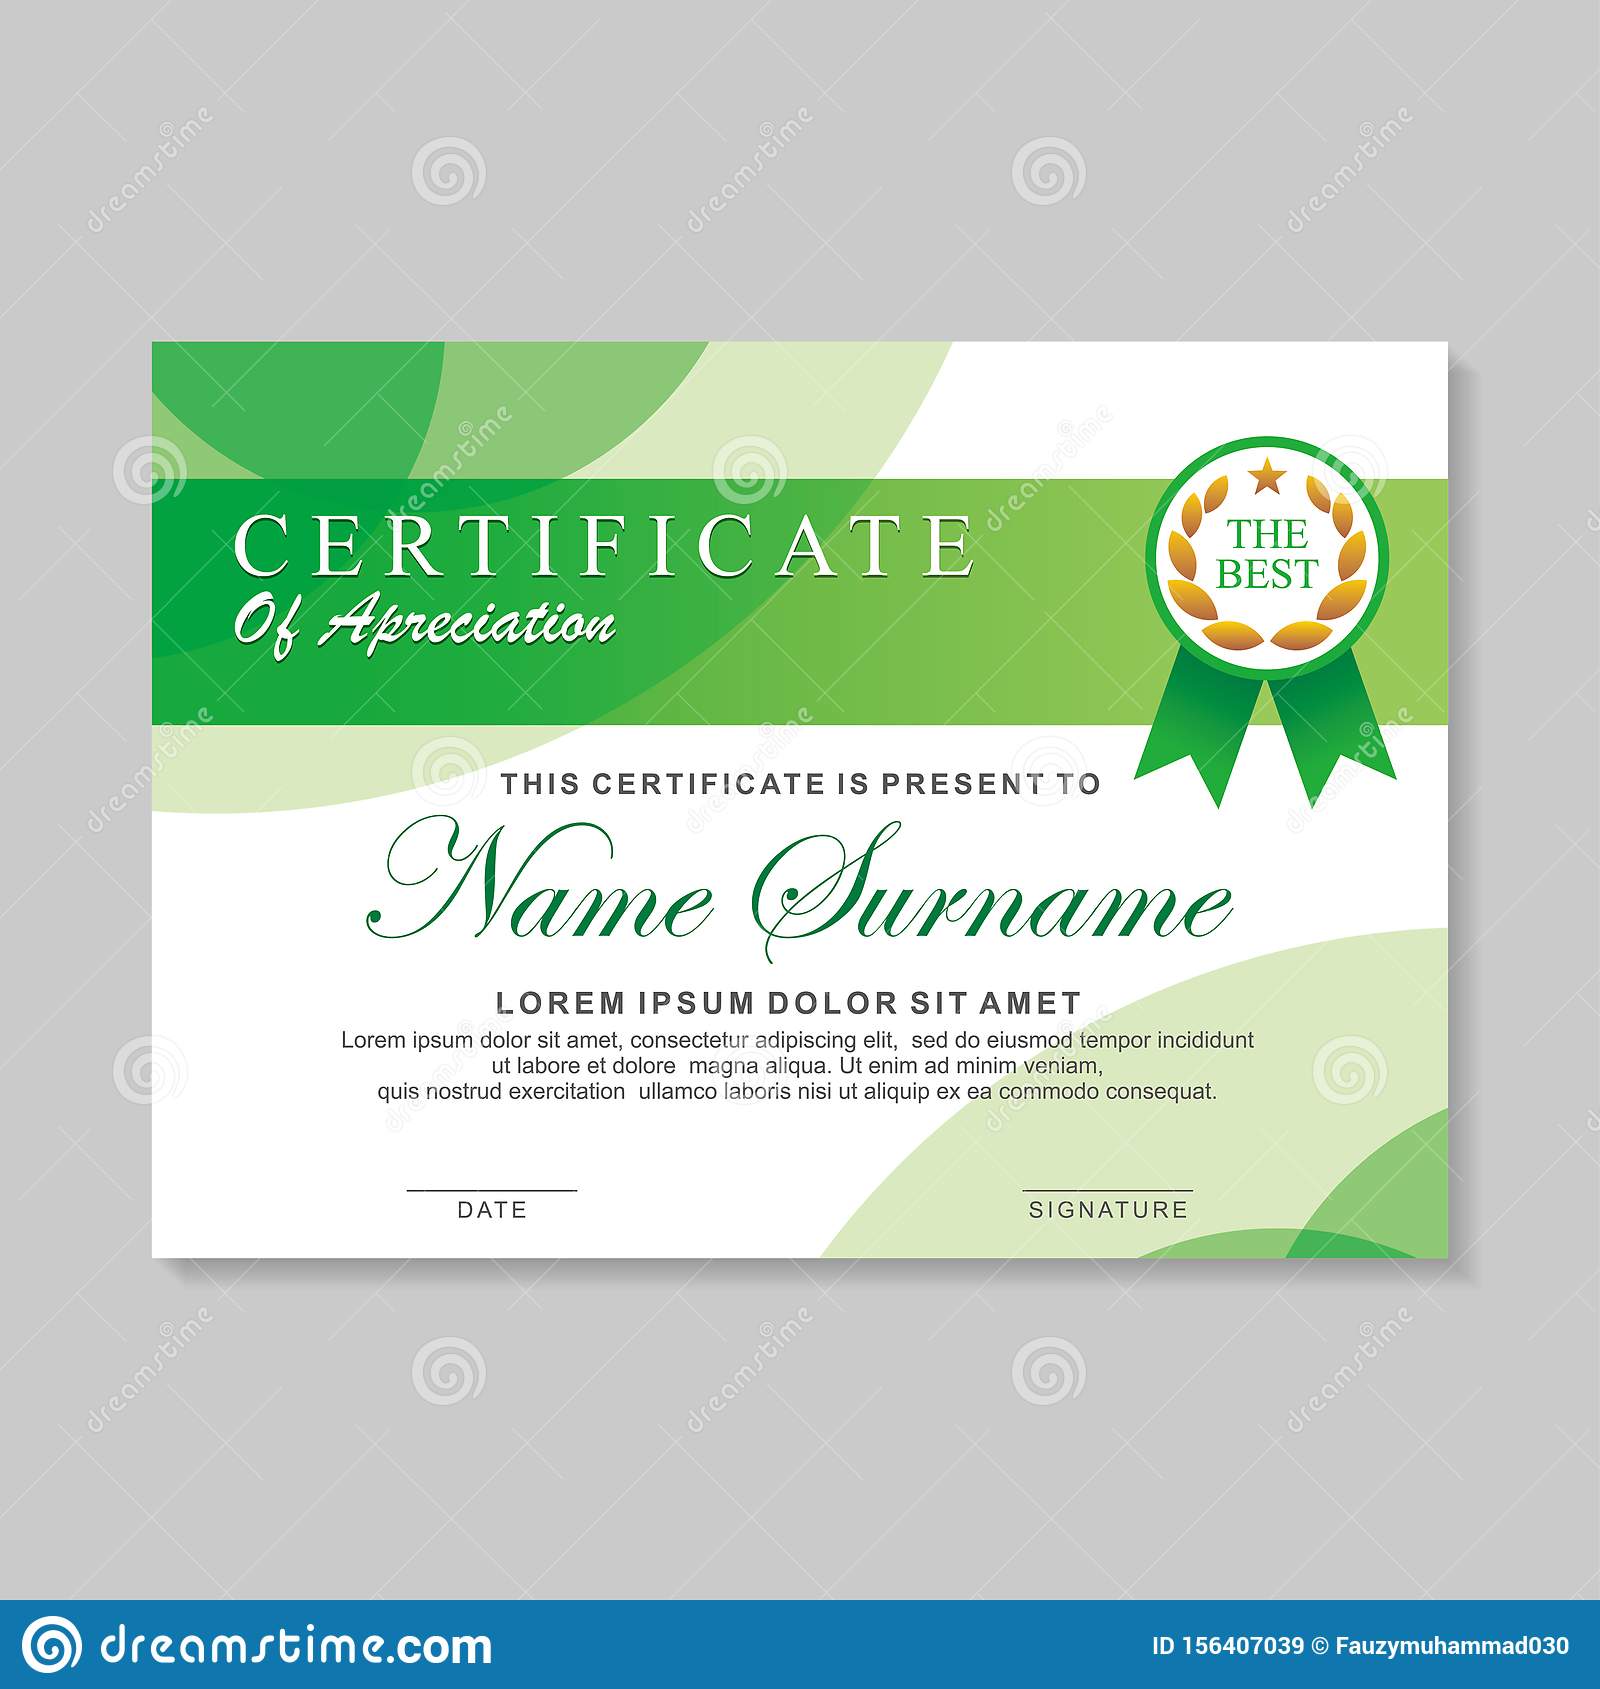 CERTIFICATE
Of Apreciation
THE
BEST
THIS CERTIFICATE IS PRESENT TO
Name Surname
LOREM IPSUM DOLOR SIT AMET
Lorem ipsum dolor sit amet, consectetur adipiscing elit, sed do eiusmod tempor incididunt
ut labore et dolore magna aliqua. Ut enim ad minim veniam,
quis nostrud exercitation ullamco laboris nisi ut aliquip ex ea commodo consequat.
DATE
SIGNATURE
dreamstime.com
ID 156407039 © Fauzymuhammad030